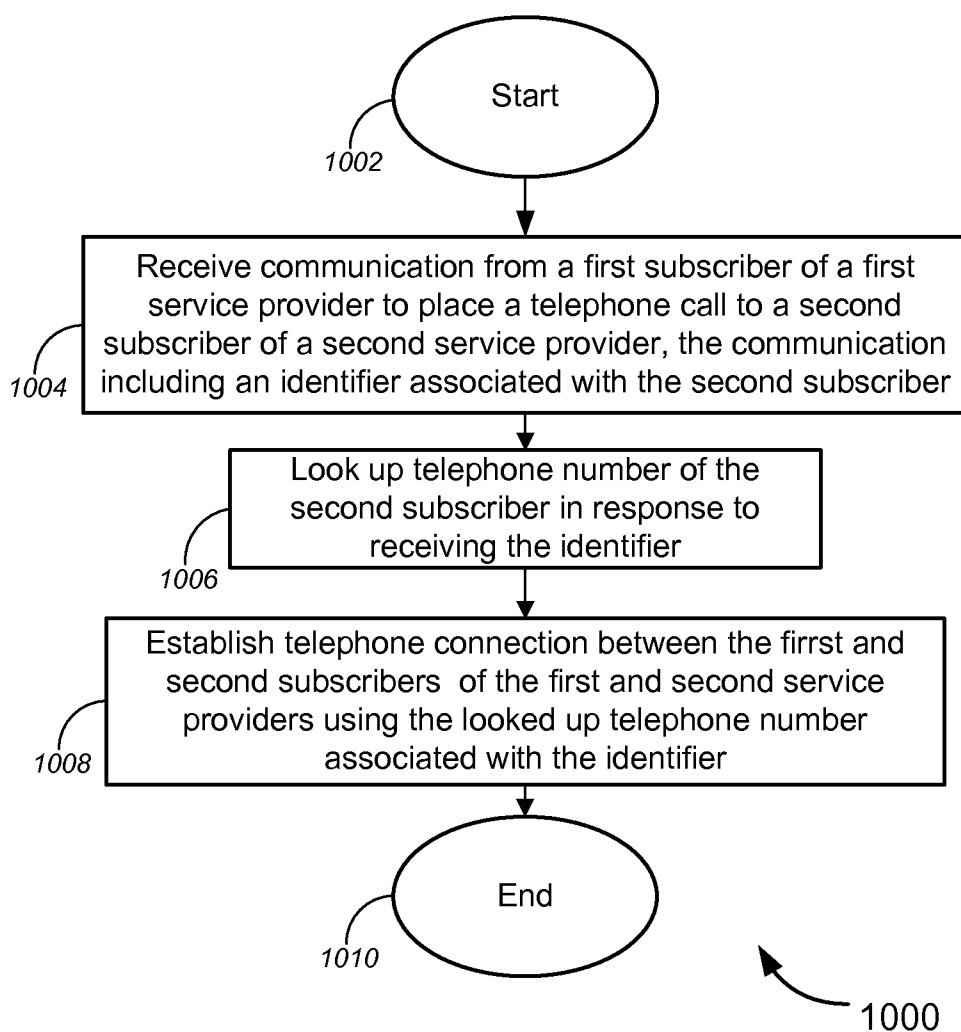 Start
1002
Receive communication from a first subscriber of a first
service provider to place a telephone call to a second
subscriber of a second service provider, the communication
including an identifier associated with the second subscriber
1004
Look up telephone number of the
second subscriber in response to
receiving the identifier
1006
Establish telephone connection between the firrst and
second subscribers of the first and second service
providers using the looked up telephone number
associated with the identifier
1008
End
1010
1000